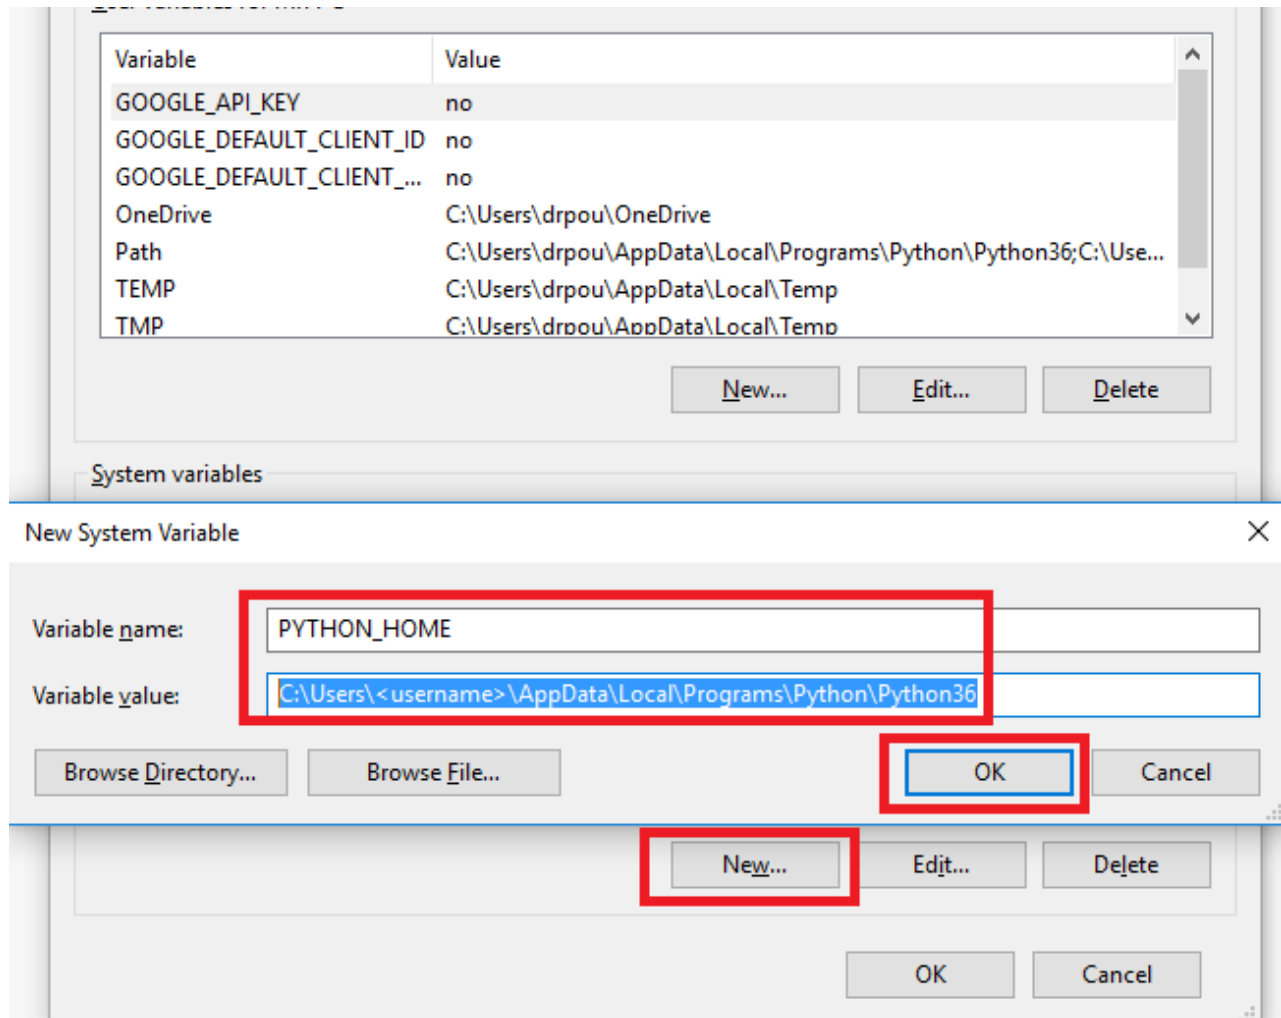 Variable Value
GOOGLE_API_KEY no
GOOGLE_DEFAULT_CLIENT_ID no
GOOGLE_DEFAULT_CLIENT_... no
OneDrive C:\Users\drpou\OneDrive
Path C:\Users\drpou\AppData\Local\Programs\Python\Python36;C:\Use...
TEMP C:\Users\drpou\AppData\Local\Temp
TMP C:\Users\drpou\AppData\Local\Temp
New... Edit... Delete
System variables
New System Variable
Variable name: PYTHON_HOME
Variable value: C:\Users\<username>\AppData\Local\Programs\Python\Python36
Browse Directory... Browse File... OK Cancel
New... Edit... Delete
OK Cancel